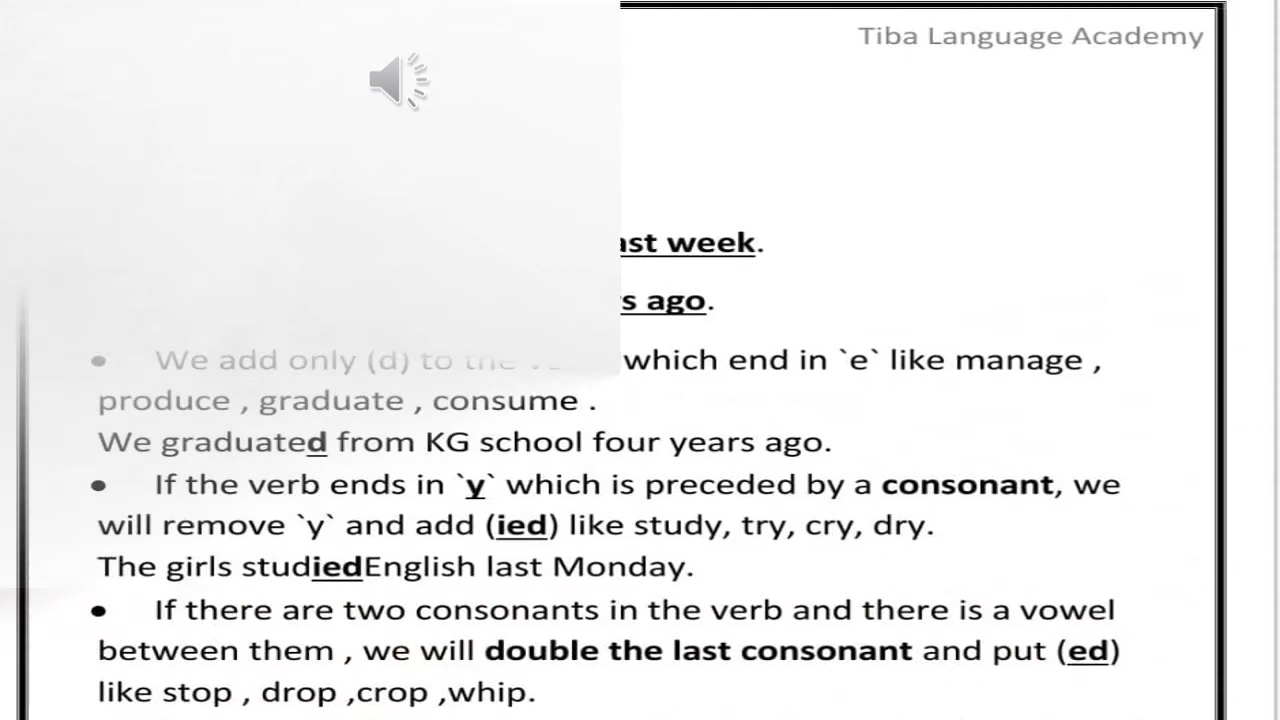 Tiba Language Academy
ast week.
s ago.
We add only (d) to the which end in `e` like manage ,
produce , graduate , consume .
We graduated from KG school four years ago.
If the verb ends in `y` which is preceded by a consonant, we
will remove `y` and add (ied) like study, try, cry, dry.
The girls studiedEnglish last Monday.
If there are two consonants in the verb and there is a vowel
between them , we will double the last consonant and put (ed)
like stop , drop ,crop ,whip.